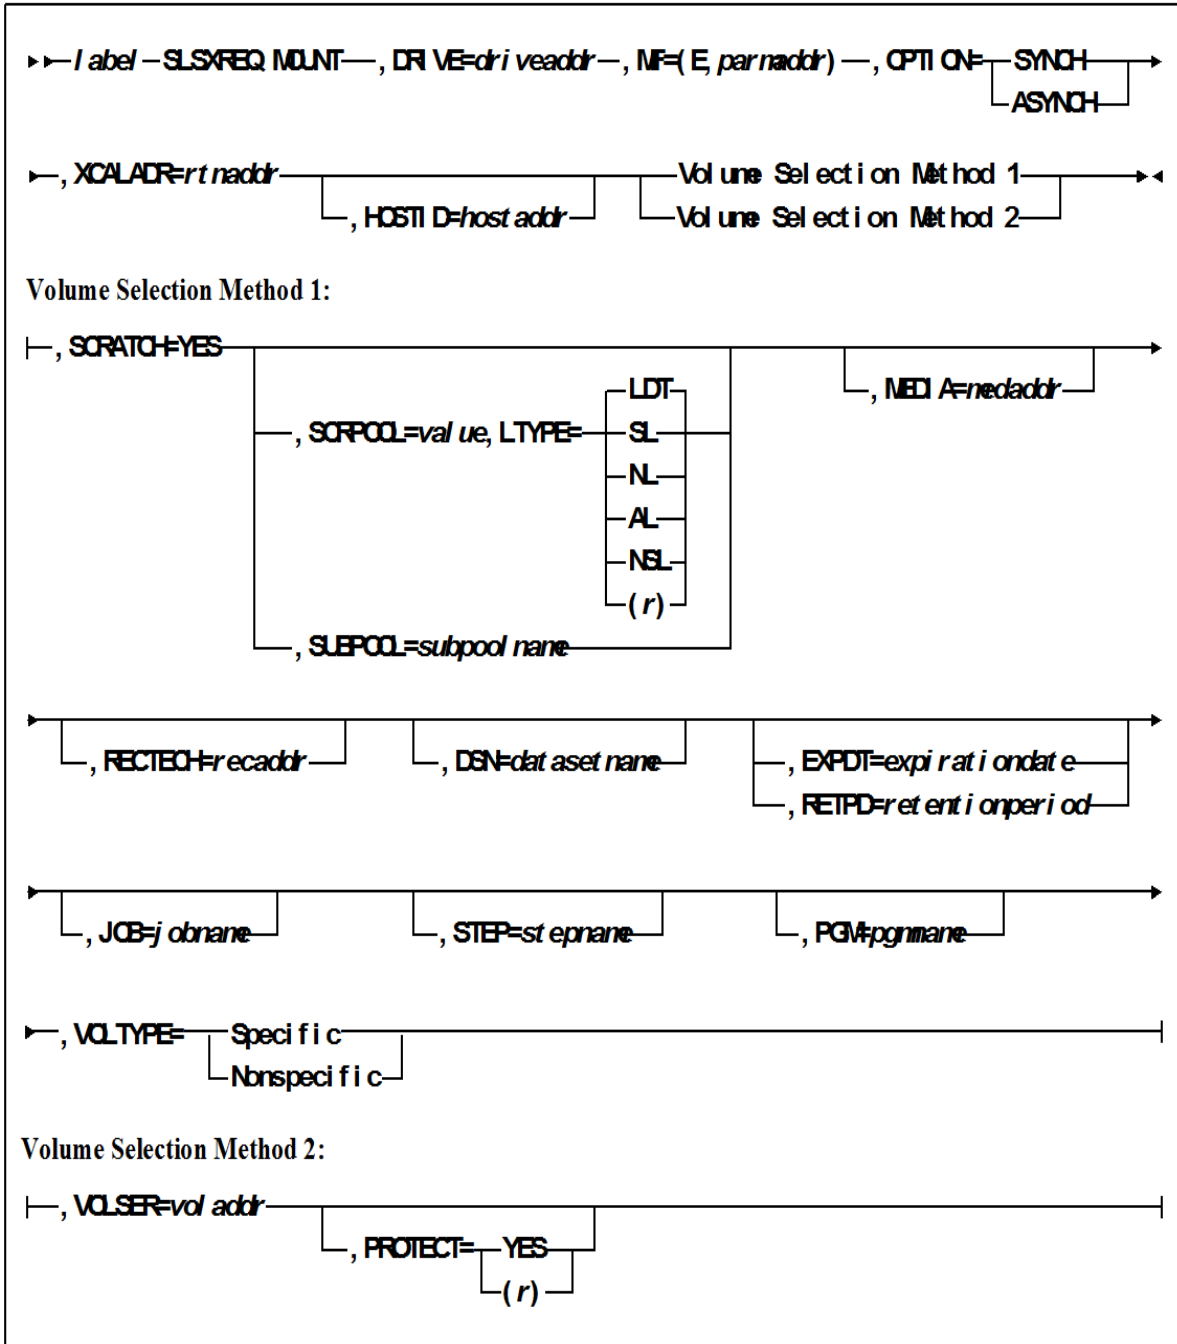 label SLSXREQ MOUNT , DRIVE=driveaddr , MF=(E,parmaddr) , OPTION= SYNCH
ASYNCH
, XCALADR=rtnaddr Volume Selection Method 1
, HOSTID=hostaddr Volume Selection Method 2
Volume Selection Method 1:
, SCRATCH=YES
LDT , MEDIA=medaddr
, SCRPOOL=value, LTYPE= SL
NL
AL
NSL
(r)
, SUBPOOL=subpoolname
, RECTECH=recaddr , DSN=datasetname , EXPDT=expirationdate
, RETPD=retentionperiod
, JOB=jobname , STEP=stepname , PGM=pgmname
, VOLTYPE= Specific
Nonspecific
Volume Selection Method 2:
, VOLSER=voladdr
, PROTECT= YES
(r)